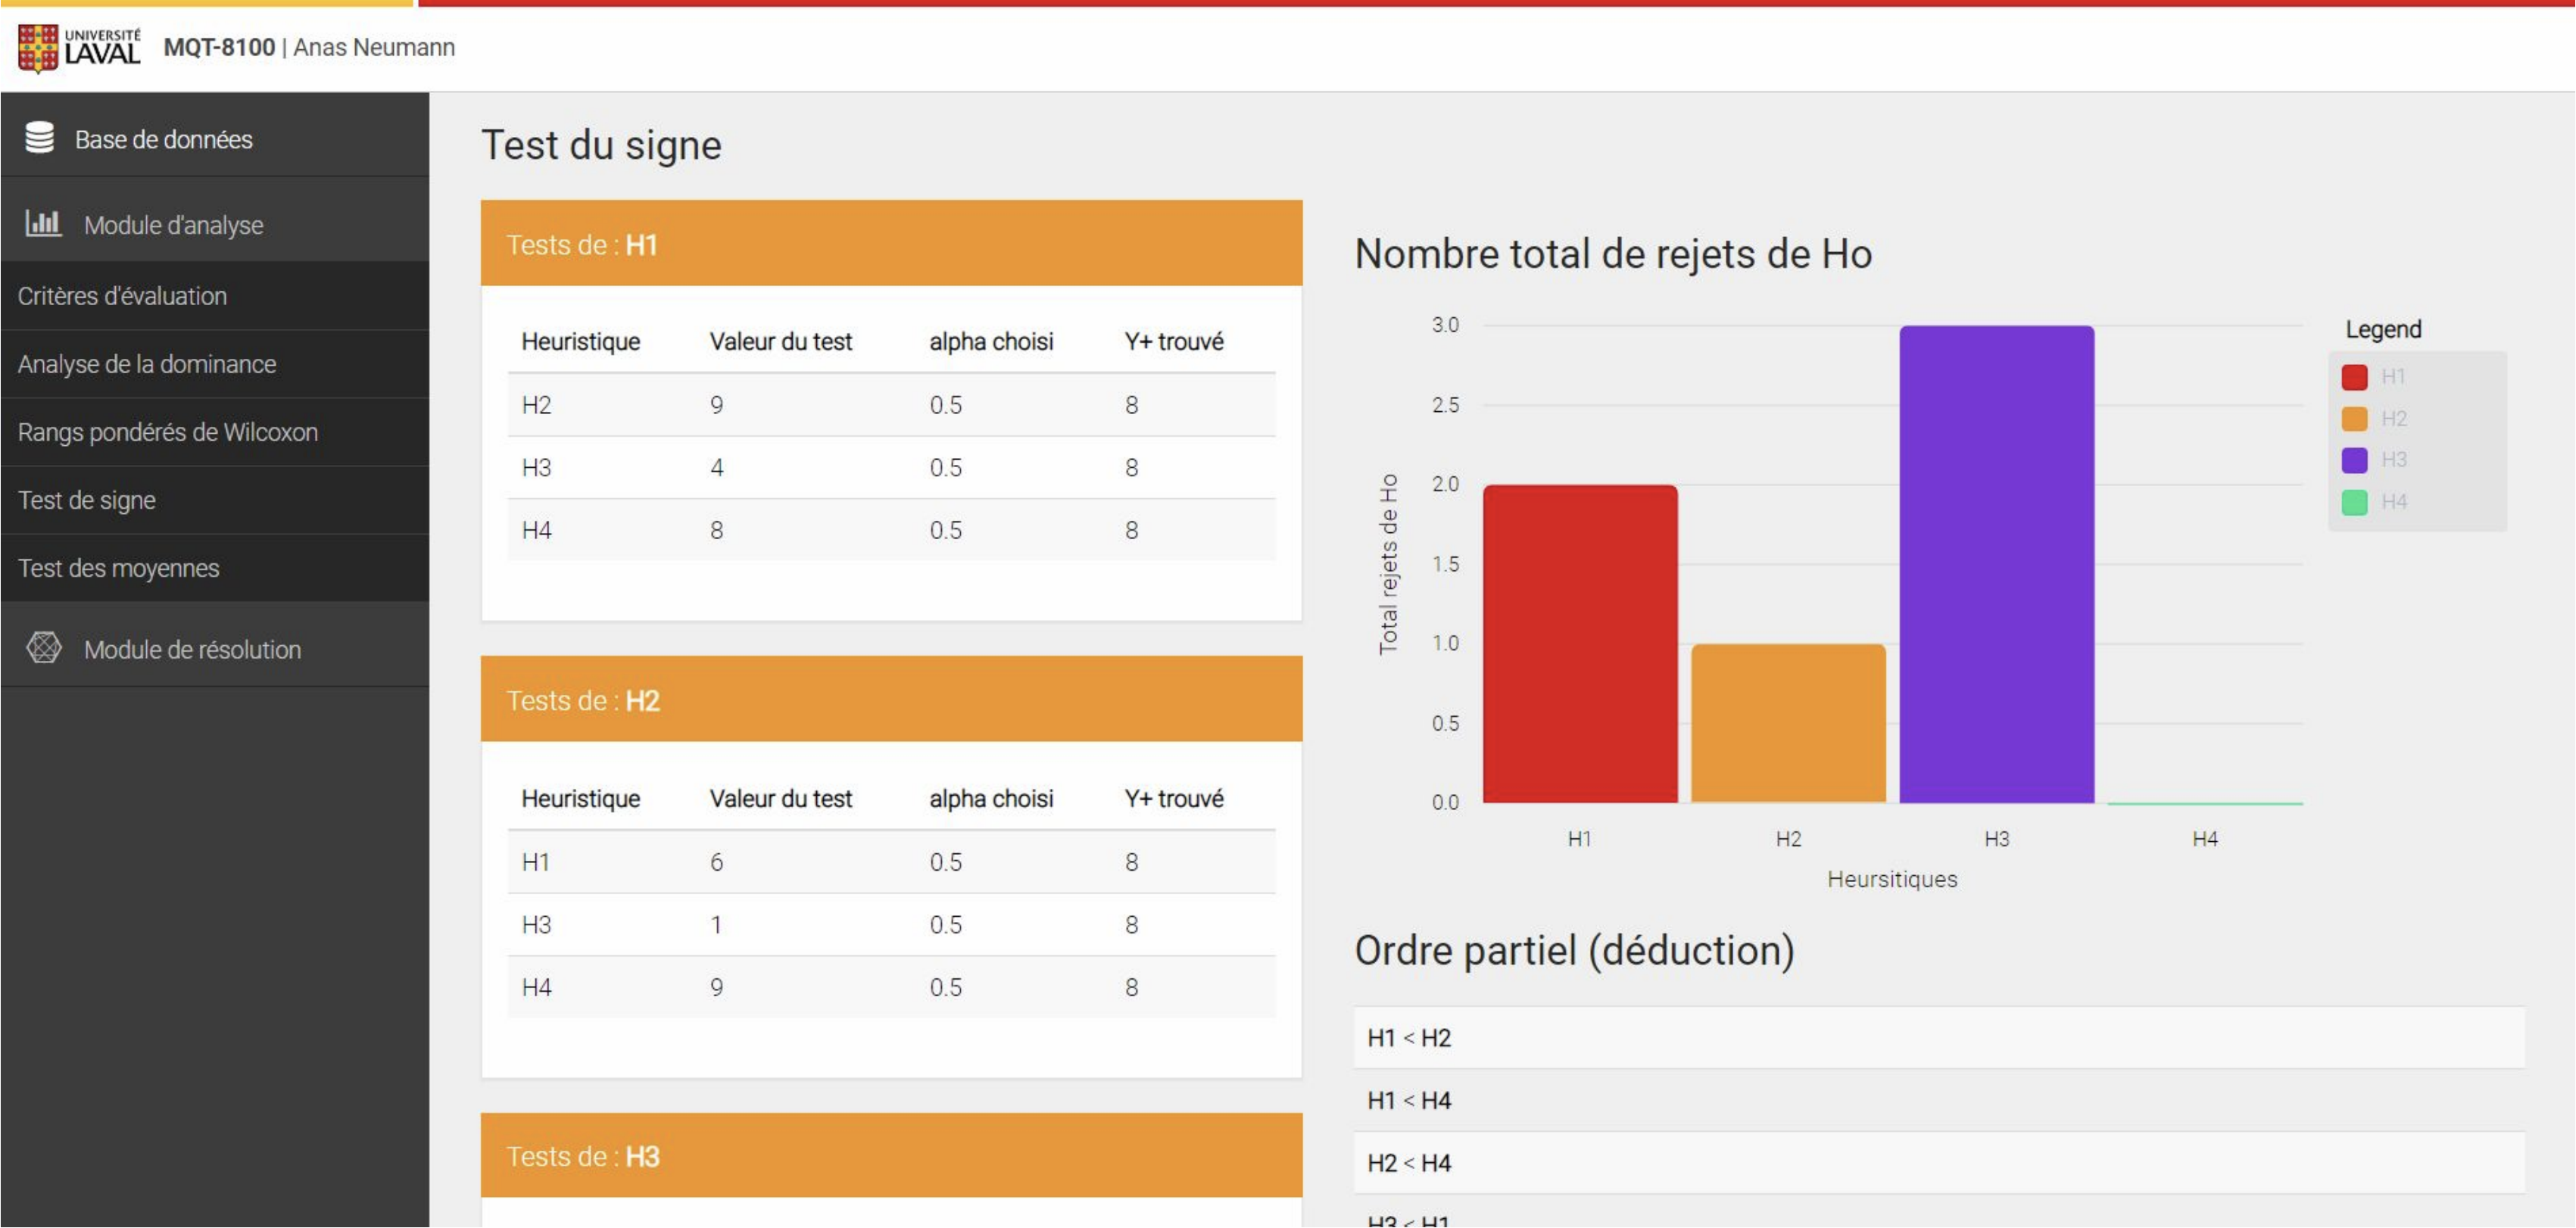 UNIVERSITÉ
LAVAL
MQT-8100 | Anas Neumann
Base de données
Module d'analyse
Critères d'évaluation
Analyse de la dominance
Rangs pondérés de Wilcoxon
Test de signe
Test des moyennes
Module de résolution
Test du signe
Tests de : H1
Heuristique Valeur du test alpha choisi Y+ trouvé
H2 9 0.5 8
H3 4 0.5 8
H4 8 0.5 8
Tests de : H2
Heuristique Valeur du test alpha choisi Y+ trouvé
H1 6 0.5 8
H3 1 0.5 8
H4 9 0.5 8
Tests de : H3
Nombre total de rejets de Ho
Total rejets de Ho
3.0
2.5
2.0
1.5
1.0
0.5
0.0
H1 H2 H3 H4
Heursitiques
Legend
H1
H2
H3
H4
Ordre partiel (déduction)
H1 < H2
H1 < H4
H2 < H4
H3 < H1